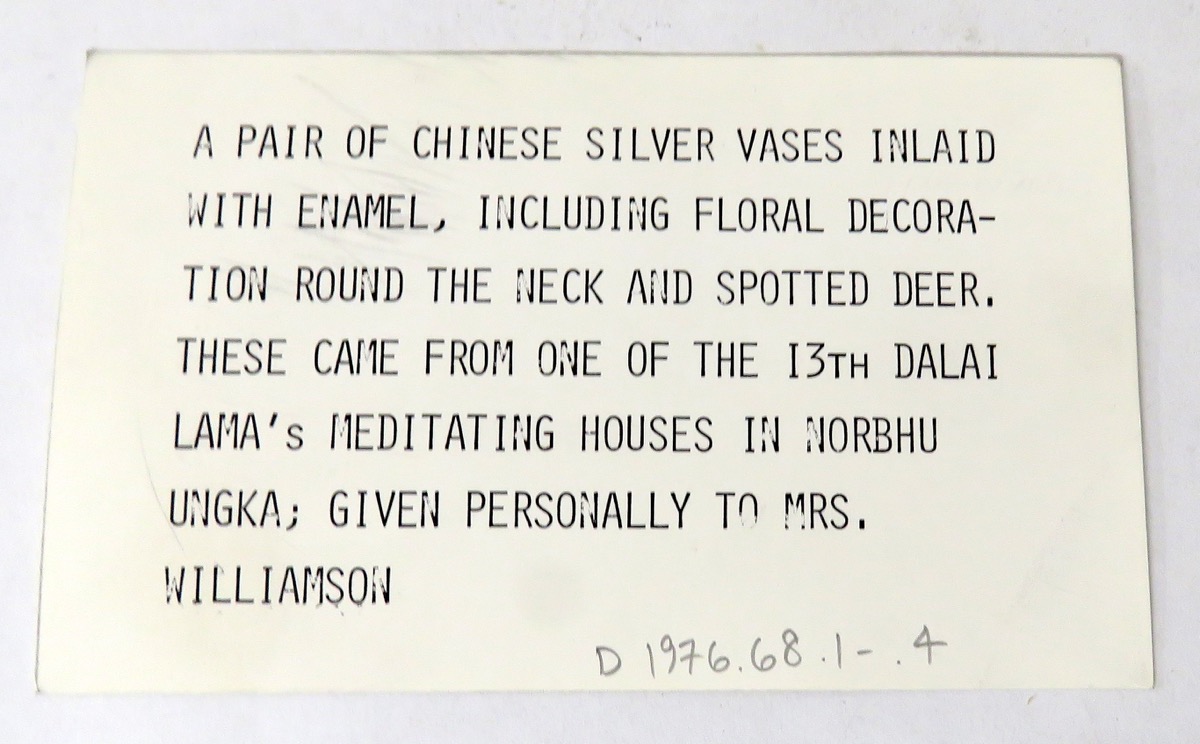 A PAIR OF CHINESE SILVER VASES INLAID
WITH ENAMEL, INCLUDING FLORAL DECORA-
TION ROUND THE NECK AND SPOTTED DEER.
THESE CAME FROM ONE OF THE I3TH DALAI
LAMA's MEDITATING HOUSES IN NORBHU
UNGKA; GIVEN PERSONALLY TO MRS.
WILLIAMSON
D 1976.68.1-.4